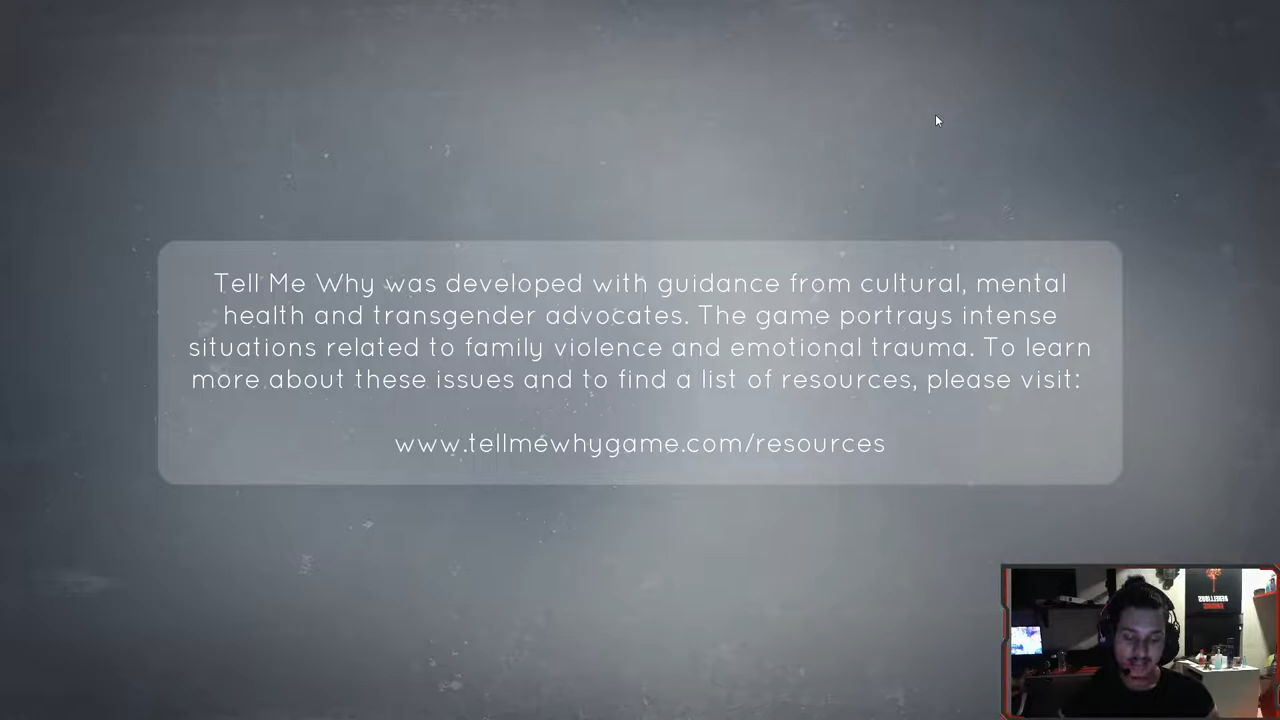 Tell Me Why was developed with guidance from cultural, mental
health and transgender advocates. The game portrays intense
situations related to family violence and emotional trauma. To learn
more about these issues and to find a list of resources, please visit:
www.tellmewhygame.com/resources